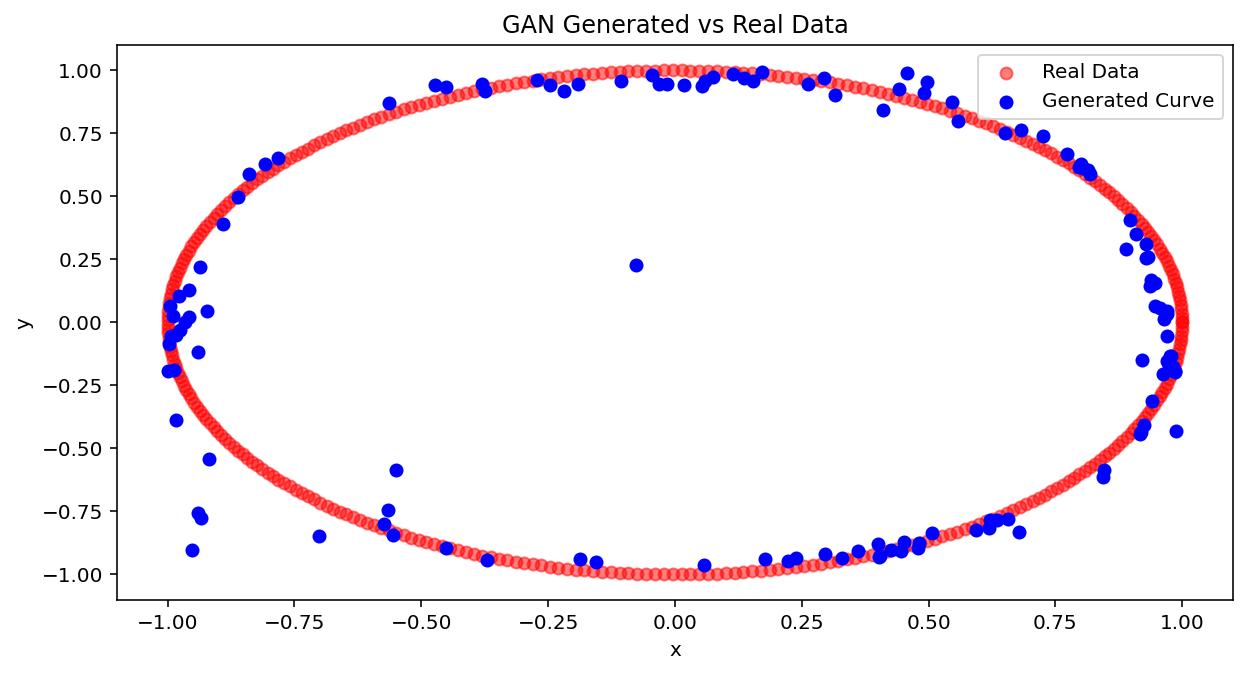 GAN Generated vs Real Data
Real Data
Generated Curve
1.00
0.75
0.50
0.25
0.00
−0.25
−0.50
−0.75
−1.00
y
−1.00 −0.75 −0.50 −0.25 0.00 0.25 0.50 0.75 1.00
x